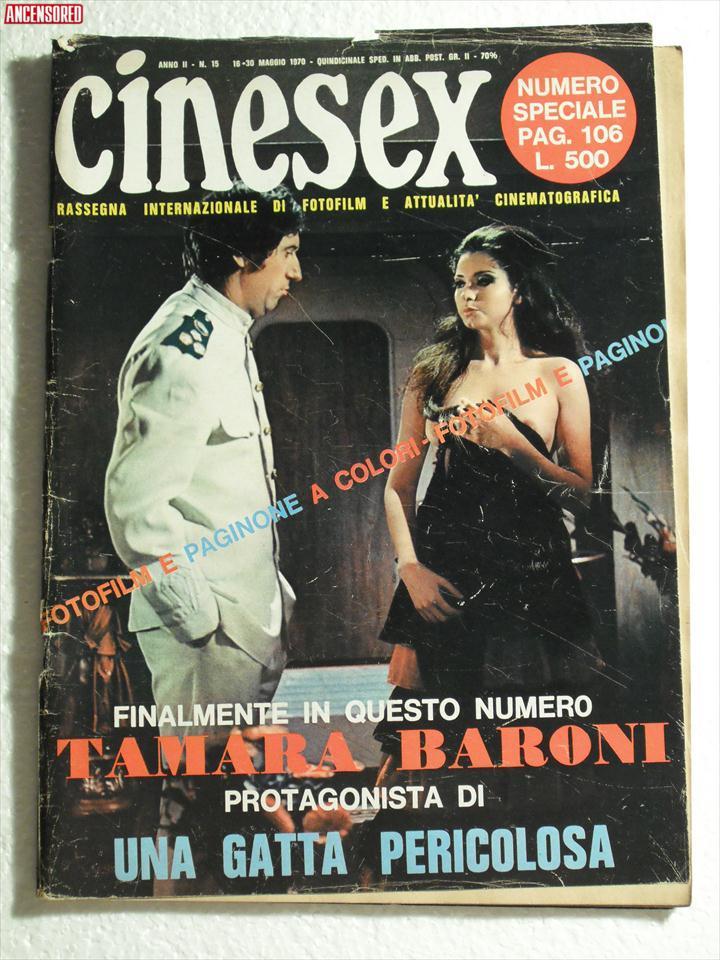 ANCENSORED
ANNO II - N. 15 16-30 MAGGIO 1970 - QUINDICINALE SPED. IN ABB. POST. GR. II - 70%
cinesex
NUMERO
SPECIALE
PAG. 106
L. 500
RASSEGNA INTERNAZIONALE DI FOTOFILM E ATTUALITA' CINEMATOGRAFICA
FOTOFILM E PAGINONE A COLORI - FOTOFILM E PAGINON
FINALMENTE IN QUESTO NUMERO
TAMARA BARONI
PROTAGONISTA DI
UNA GATTA PERICOLOSA